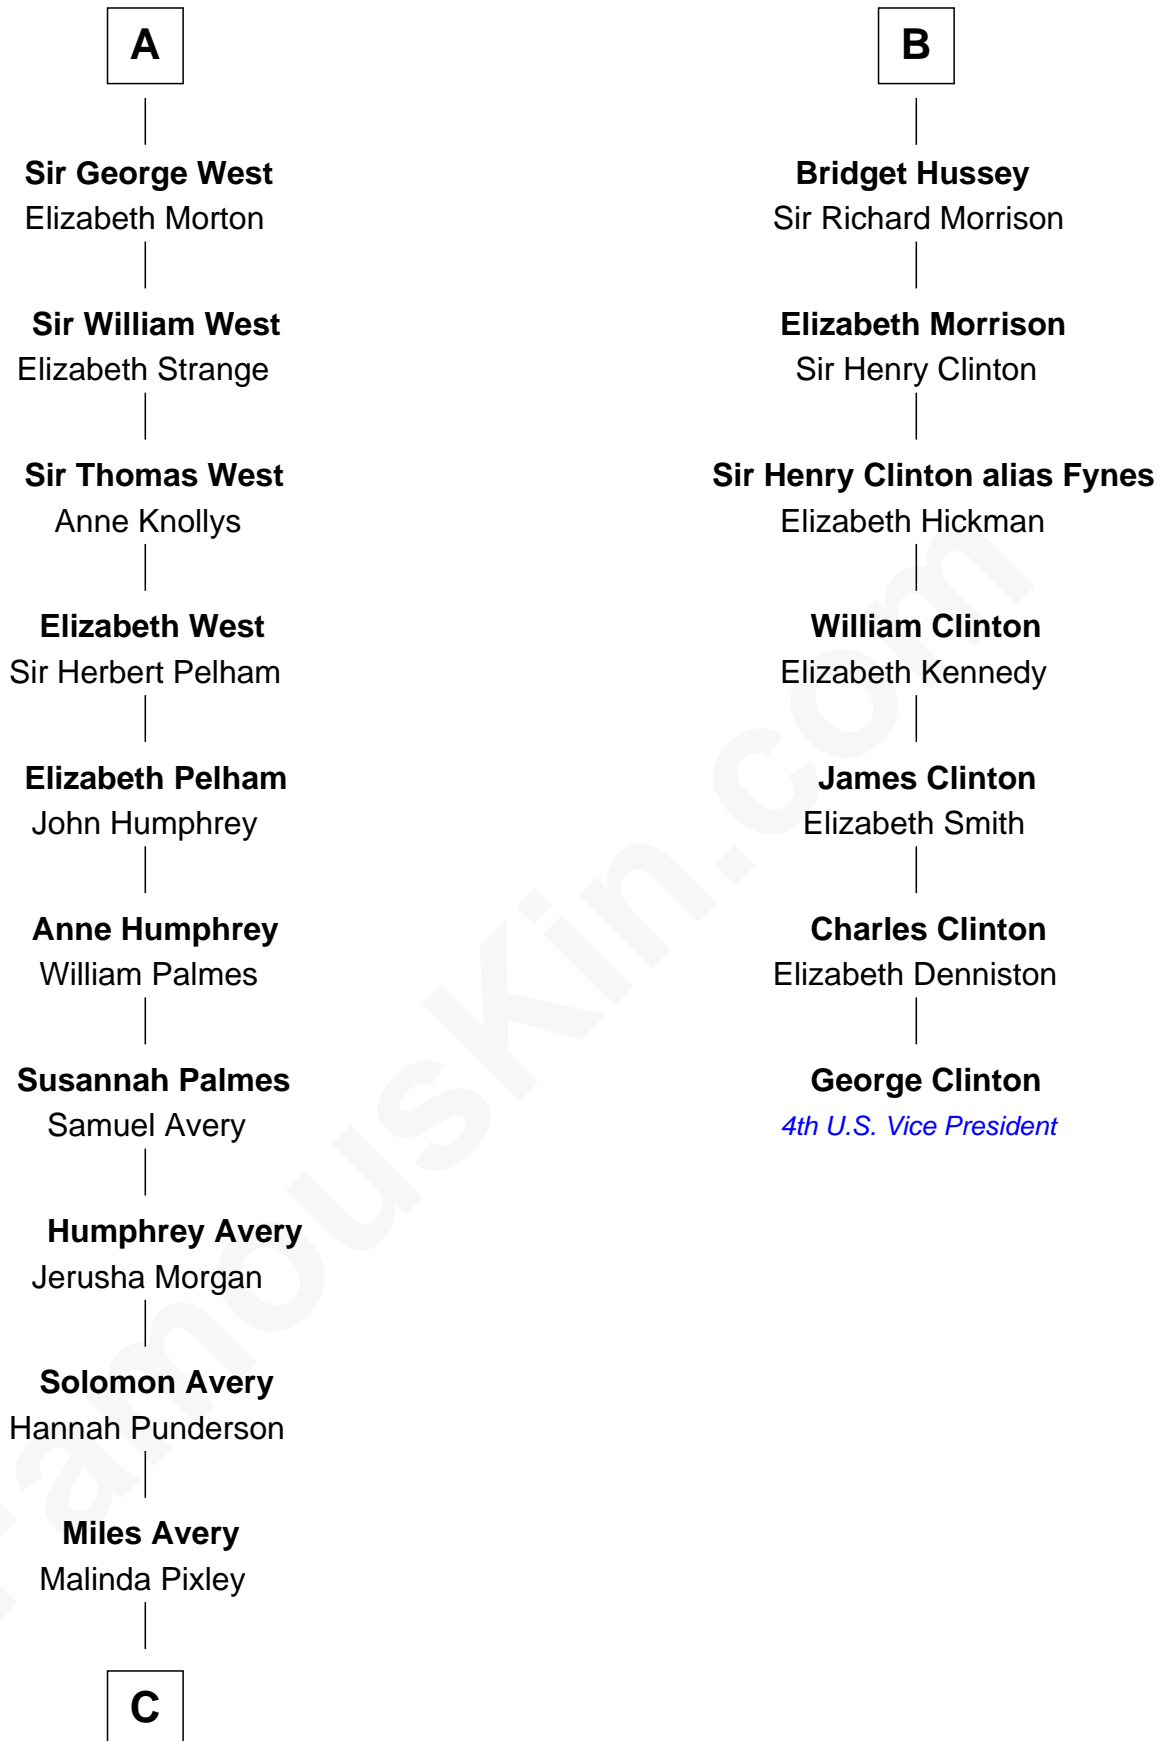 A
Sir George West
Elizabeth Morton
Sir William West
Elizabeth Strange
Sir Thomas West
Anne Knollys
Elizabeth West
Sir Herbert Pelham
Elizabeth Pelham
John Humphrey
Anne Humphrey
William Palmes
Susannah Palmes
Samuel Avery
Humphrey Avery
Jerusha Morgan
Solomon Avery
Hannah Punderson
Miles Avery
Malinda Pixley
C
B
Bridget Hussey
Sir Richard Morrison
Elizabeth Morrison
Sir Henry Clinton
Sir Henry Clinton alias Fynes
Elizabeth Hickman
William Clinton
Elizabeth Kennedy
James Clinton
Elizabeth Smith
Charles Clinton
Elizabeth Denniston
George Clinton
4th U.S. Vice President
FamousKin.com